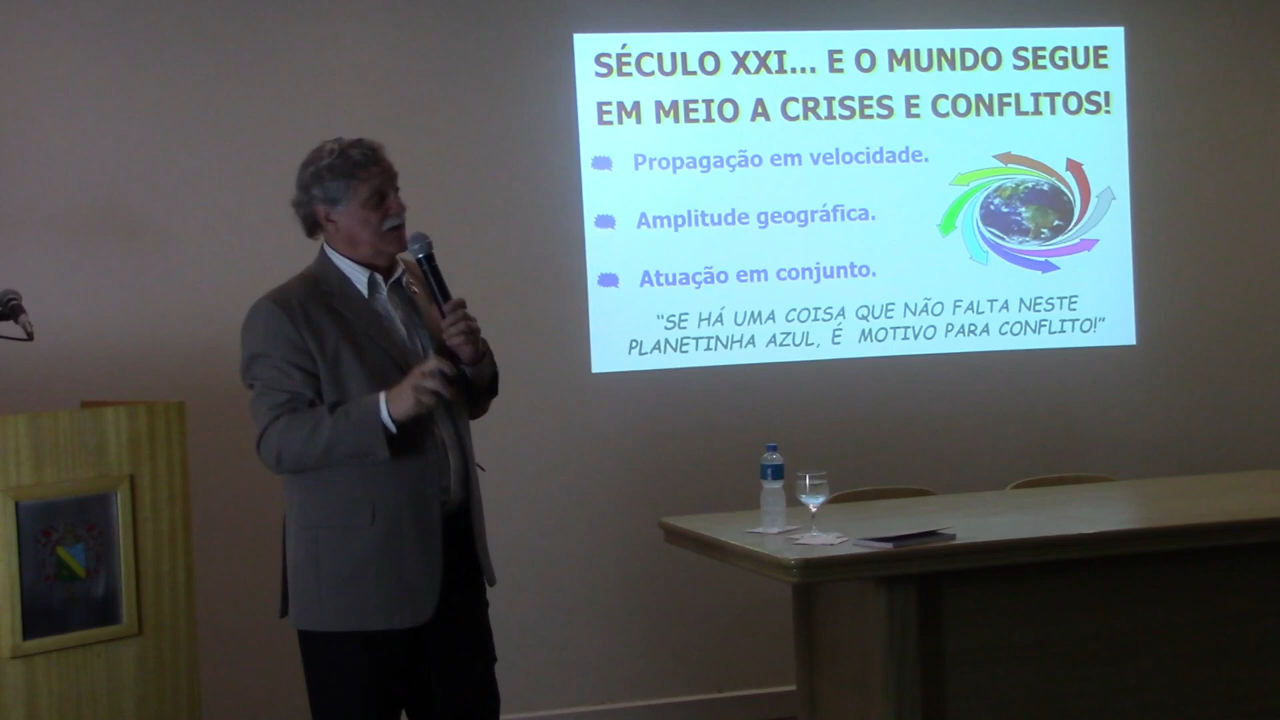 SÉCULO XXI... E O MUNDO SEGUE
EM MEIO A CRISES E CONFLITOS!
Propagação em velocidade.
Amplitude geográfica.
Atuação em conjunto.
“SE HÁ UMA COISA QUE NÃO FALTA NESTE
PLANETINHA AZUL, É MOTIVO PARA CONFLITO!”